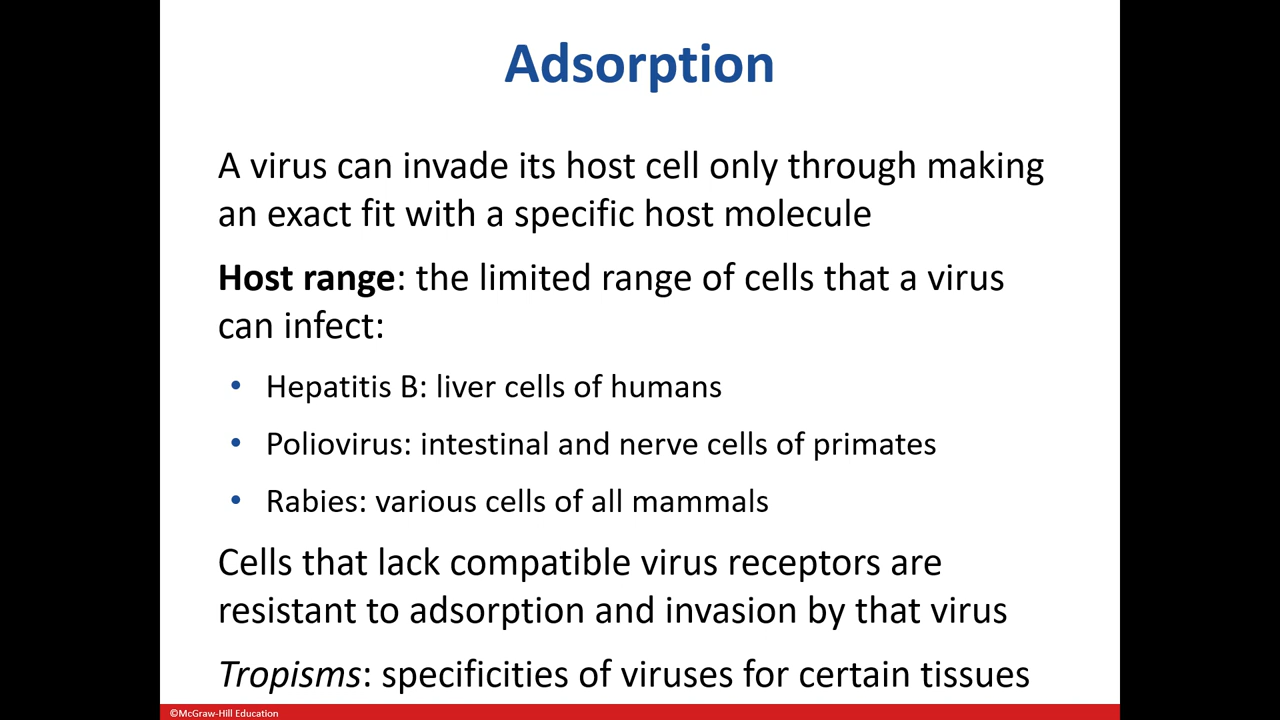 Adsorption
A virus can invade its host cell only through making
an exact fit with a specific host molecule
Host range: the limited range of cells that a virus
can infect:
• Hepatitis B: liver cells of humans
• Poliovirus: intestinal and nerve cells of primates
• Rabies: various cells of all mammals
Cells that lack compatible virus receptors are
resistant to adsorption and invasion by that virus
Tropisms: specificities of viruses for certain tissues
©McGraw-Hill Education